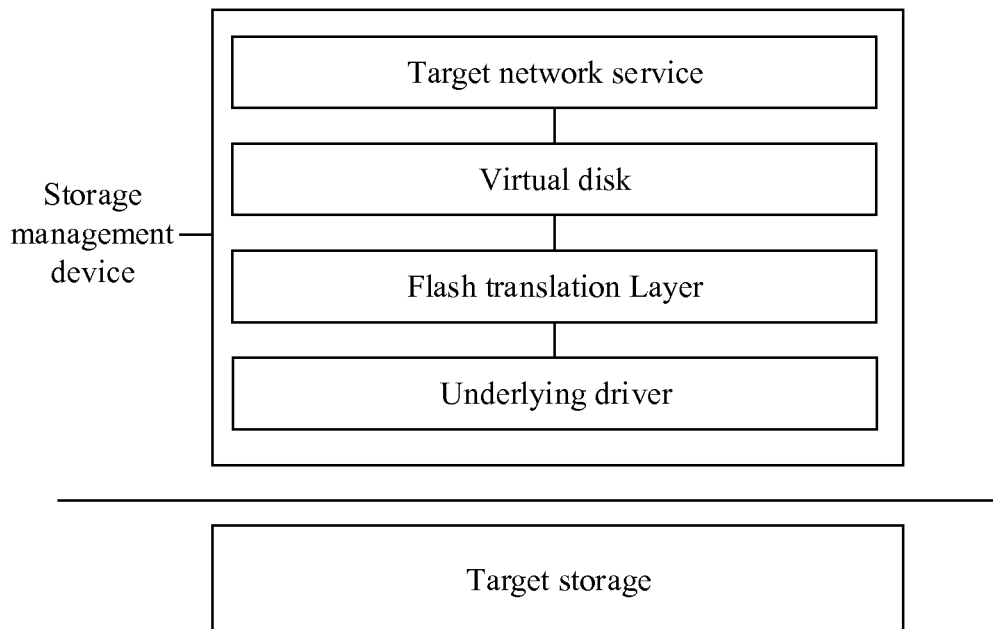 Target network service
Virtual disk
Storage
management
device
Flash translation Layer
Underlying driver
Target storage